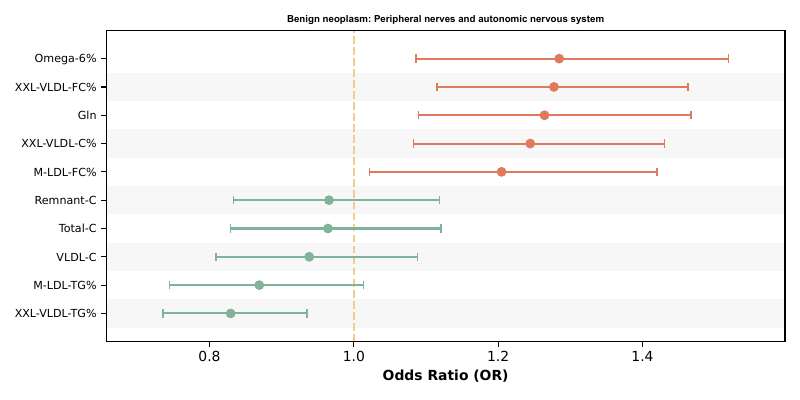 Benign neoplasm: Peripheral nerves and autonomic nervous system
Omega-6%
XXL-VLDL-FC%
Gln
XXL-VLDL-C%
M-LDL-FC%
Remnant-C
Total-C
VLDL-C
M-LDL-TG%
XXL-VLDL-TG%
0.8 1.0 1.2 1.4
Odds Ratio (OR)